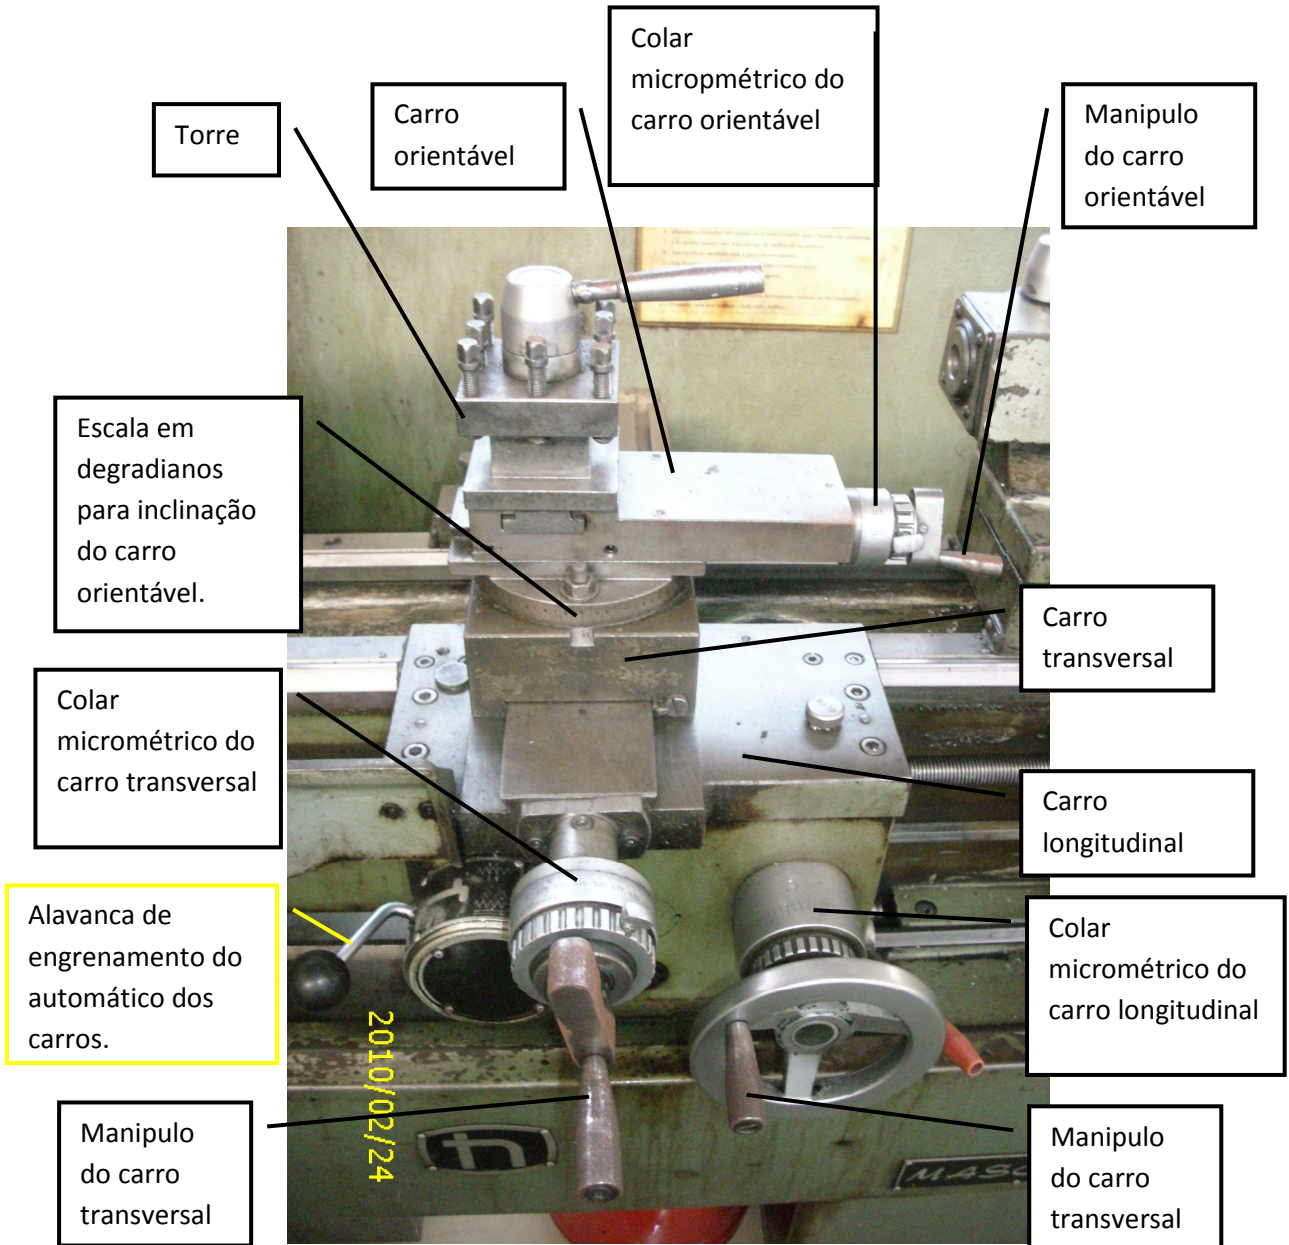 Colar
micropmétrico do
carro orientável
Carro
orientável
Torre
Manipulo
do carro
orientável
Escala em
degradianos
para inclinação
do carro
orientável.
Carro
transversal
Colar
micrométrico do
carro transversal
Carro
longitudinal
Alavanca de
engrenamento do
automático dos
carros.
Colar
micrométrico do
carro longitudinal
2010/02/24
Manipulo
do carro
transversal
Manipulo
do carro
transversal